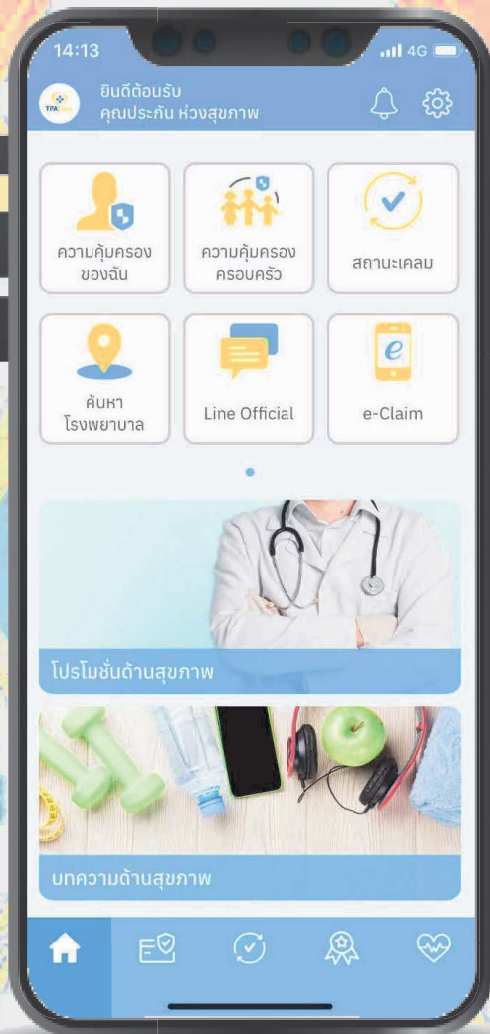 14:13
4G
TPA
ยินดีต้อนรับ
คุณประกัน ห่วงสุขภาพ
ความคุ้มครอง
ของฉัน
ความคุ้มครอง
ครอบครัว
สถานะเคลม
ค้นหา
โรงพยาบาล
Line Official
e
e-Claim
โปรโมชั่นด้านสุขภาพ
บทความด้านสุขภาพ